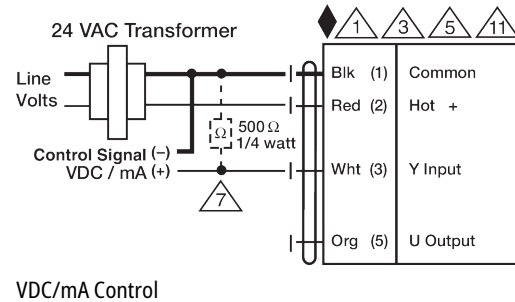 24 VAC Transformer
1 3 5 11
Line
Volts
Blk (1) Common
Red (2) Hot +
Ω 500 Ω
1/4 watt
Control Signal (–)
VDC / mA (+)
Wht (3) Y Input
7
Org (5) U Output
VDC/mA Control